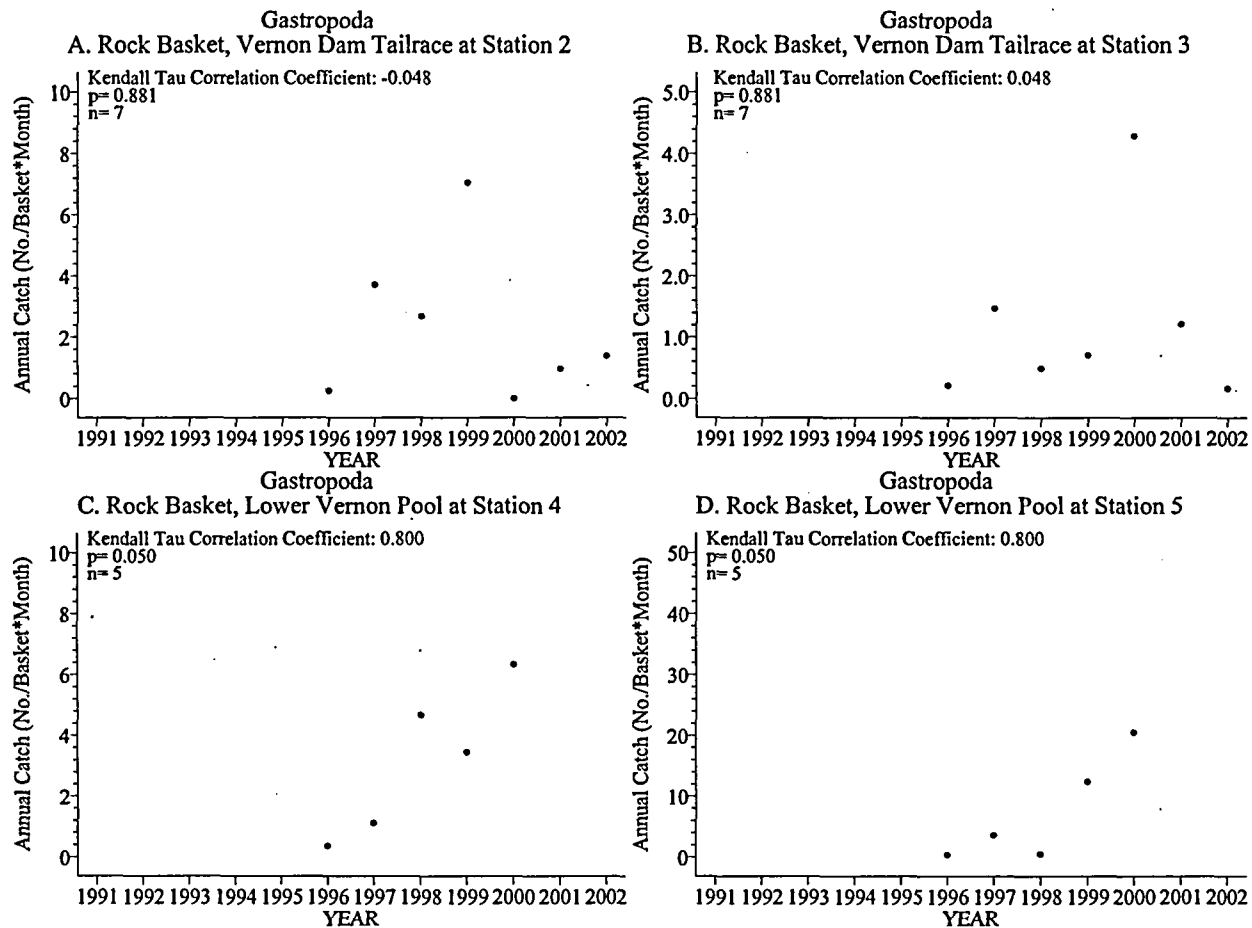 Gastropoda
A. Rock Basket, Vernon Dam Tailrace at Station 2
Kendall Tau Correlation Coefficient: -0.048
p= 0.881
n= 7
Annual Catch (No./Basket*Month)
10
8
6
4
2
0
1991 1992 1993 1994 1995 1996 1997 1998 1999 2000 2001 2002
YEAR
Gastropoda
B. Rock Basket, Vernon Dam Tailrace at Station 3
Kendall Tau Correlation Coefficient: 0.048
p= 0.881
n= 7
Annual Catch (No./Basket*Month)
5.0
4.0
3.0
2.0
1.0
0.0
1991 1992 1993 1994 1995 1996 1997 1998 1999 2000 2001 2002
YEAR
Gastropoda
C. Rock Basket, Lower Vernon Pool at Station 4
Kendall Tau Correlation Coefficient: 0.800
p= 0.050
n= 5
Annual Catch (No./Basket*Month)
10
8
6
4
2
0
1991 1992 1993 1994 1995 1996 1997 1998 1999 2000 2001 2002
YEAR
Gastropoda
D. Rock Basket, Lower Vernon Pool at Station 5
Kendall Tau Correlation Coefficient: 0.800
p= 0.050
n= 5
Annual Catch (No./Basket*Month)
50
40
30
20
10
0
1991 1992 1993 1994 1995 1996 1997 1998 1999 2000 2001 2002
YEAR